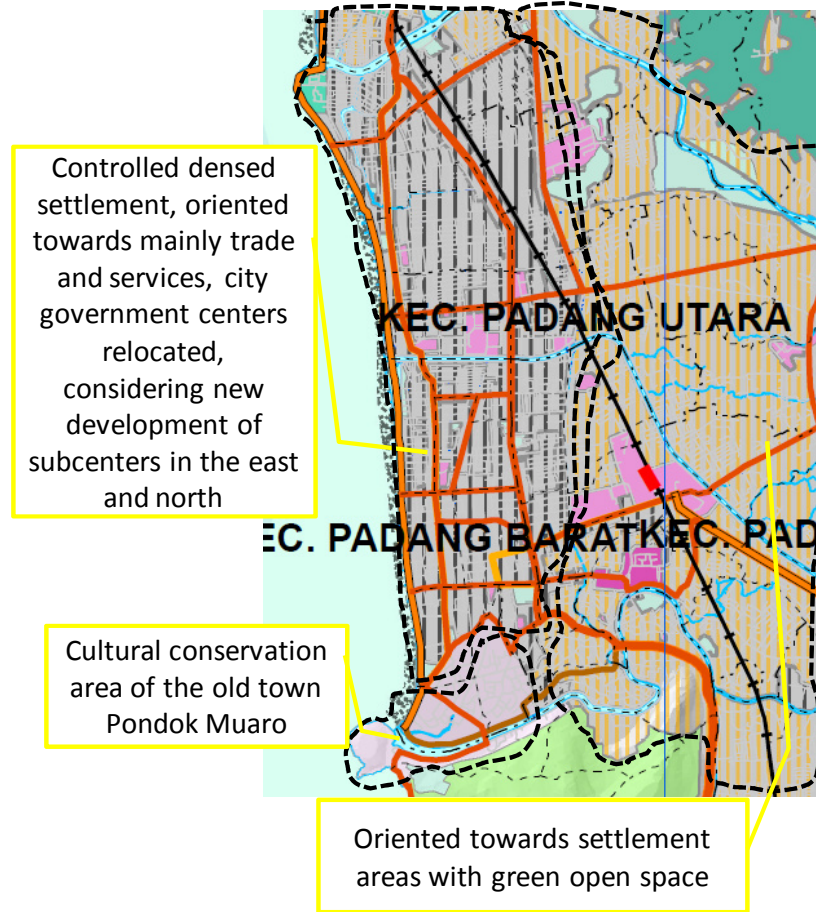 Controlled densed
settlement, oriented
towards mainly trade
and services, city
government centers
relocated,
considering new
development of
subcenters in the east
and north
KEC. PADANG UTARA
EC. PADANG BARAT
KEC. PAD
Cultural conservation
area of the old town
Pondok Muaro
Oriented towards settlement
areas with green open space